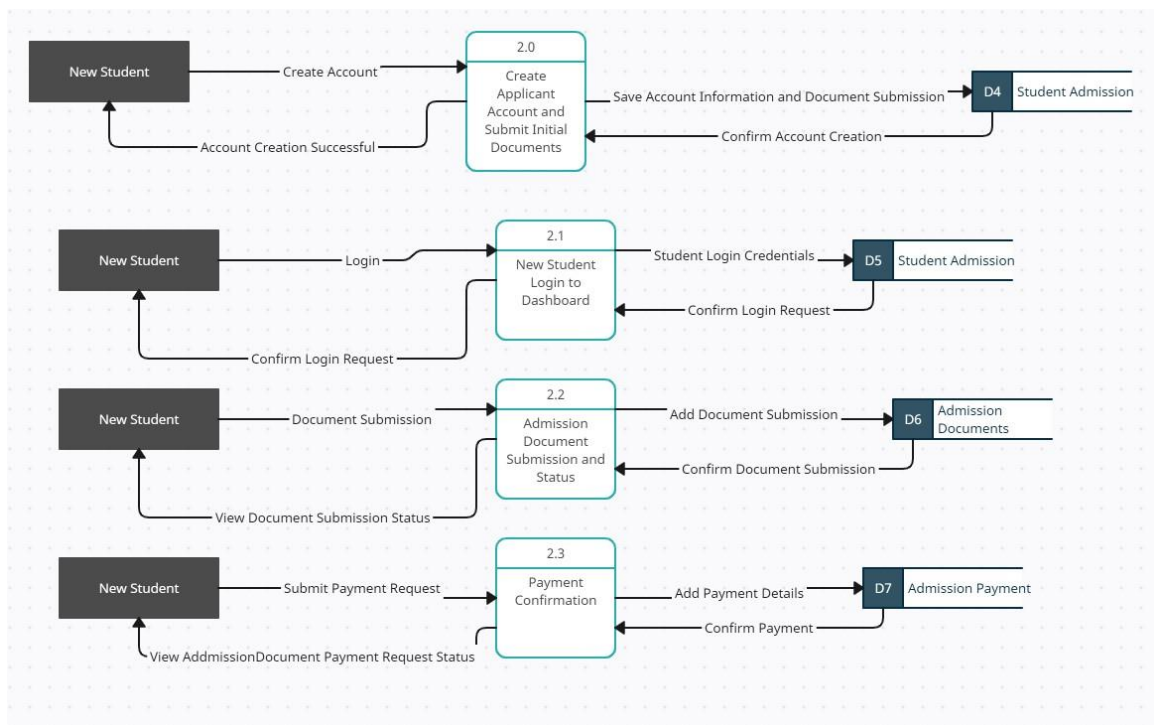 2.0
New Student
Create Account
Create
Applicant
Account and
Submit Initial
Documents
Save Account Information and Document Submission
D4
Student Admission
Account Creation Successful
Confirm Account Creation
2.1
New Student
Login
New Student
Login to
Dashboard
Student Login Credentials
D5
Student Admission
Confirm Login Request
Confirm Login Request
2.2
New Student
Document Submission
Admission
Document
Submission and
Status
Add Document Submission
D6
Admission
Documents
Confirm Document Submission
View Document Submission Status
2.3
New Student
Submit Payment Request
Payment
Confirmation
Add Payment Details
D7
Admission Payment
Confirm Payment
View AddmissionDocument Payment Request Status